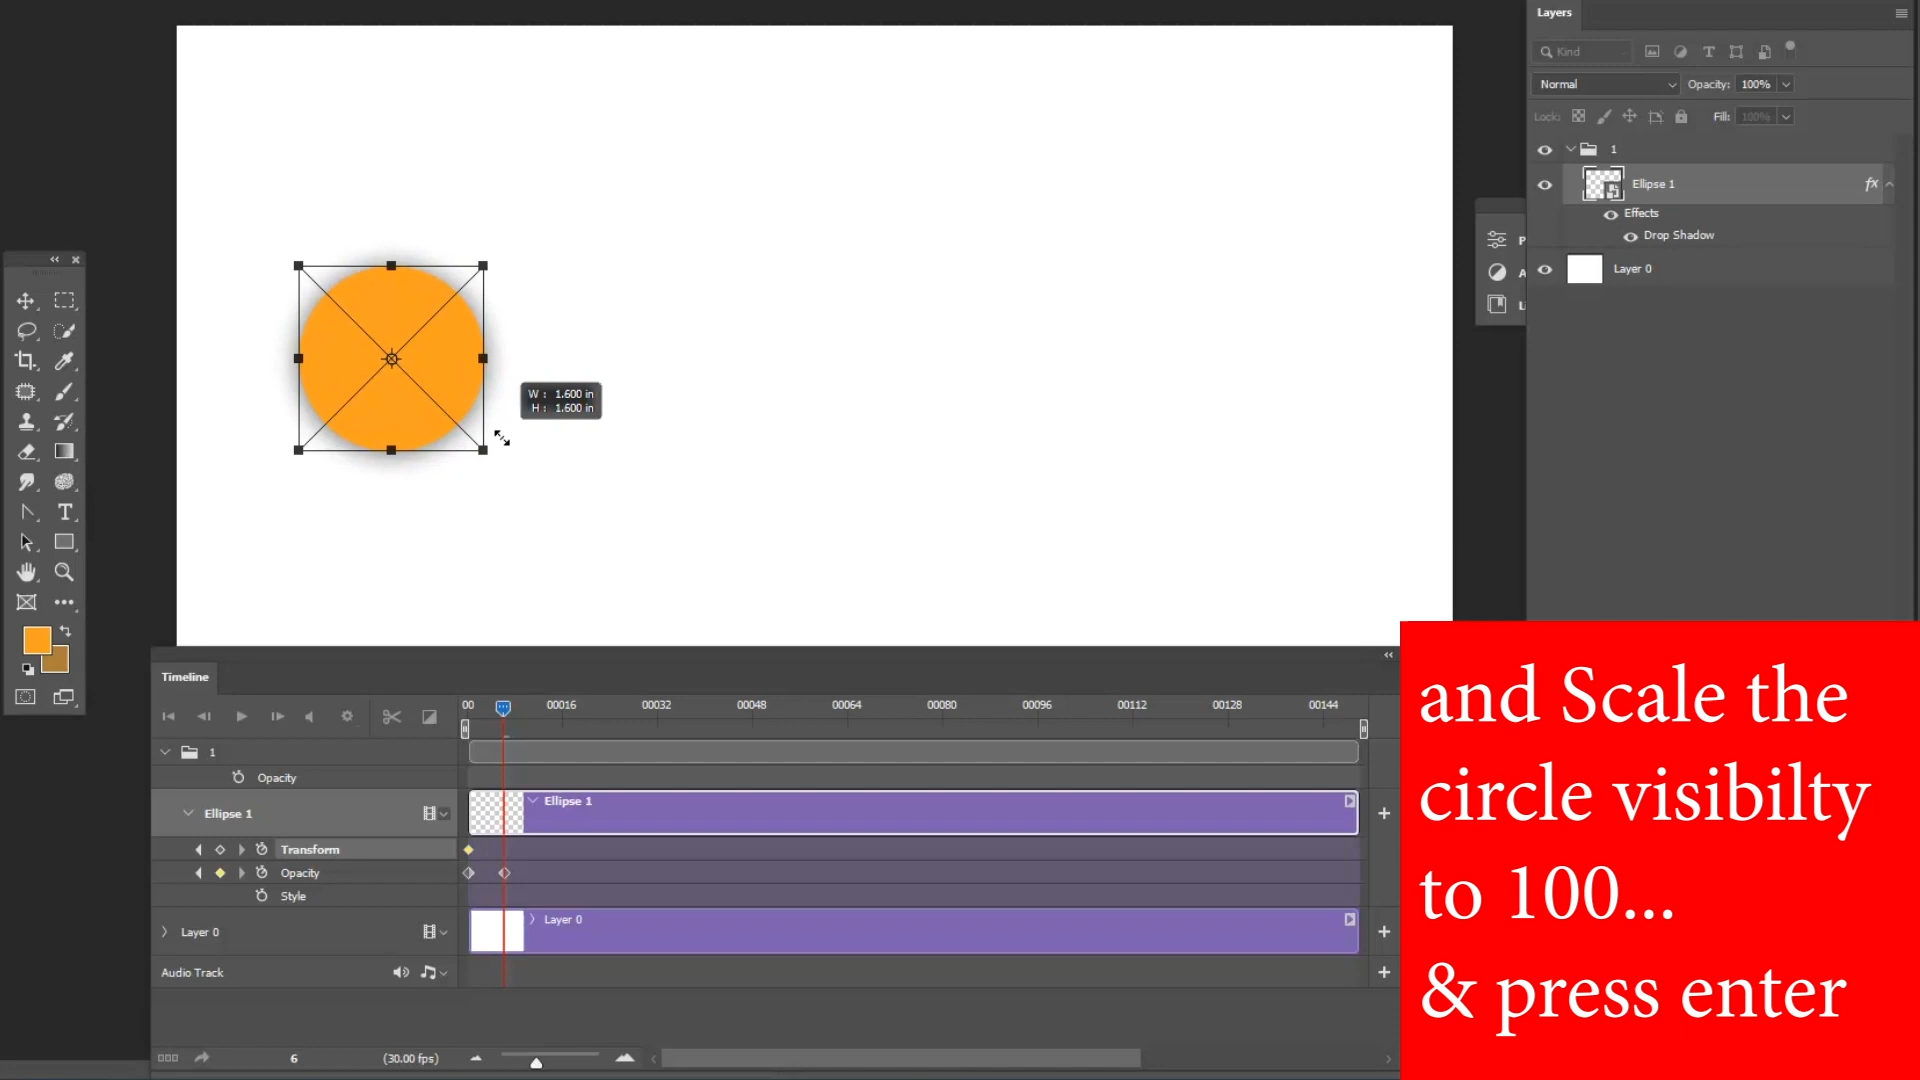 Layers
Kind
Normal
Opacity: 100%
Lock:
Fill: 100%
1
Ellipse 1 fx
Effects
Drop Shadow
Layer 0
P
A
L
W : 1.600 in
H : 1.600 in
T
Timeline
00 00016 00032 00048 00064 00080 00096 00112 00128 00144
1
Opacity
Ellipse 1
Ellipse 1
Transform
Opacity
Style
Layer 0
Layer 0
Audio Track
6 (30.00 fps)
and Scale the
circle visibilty
to 100...
& press enter